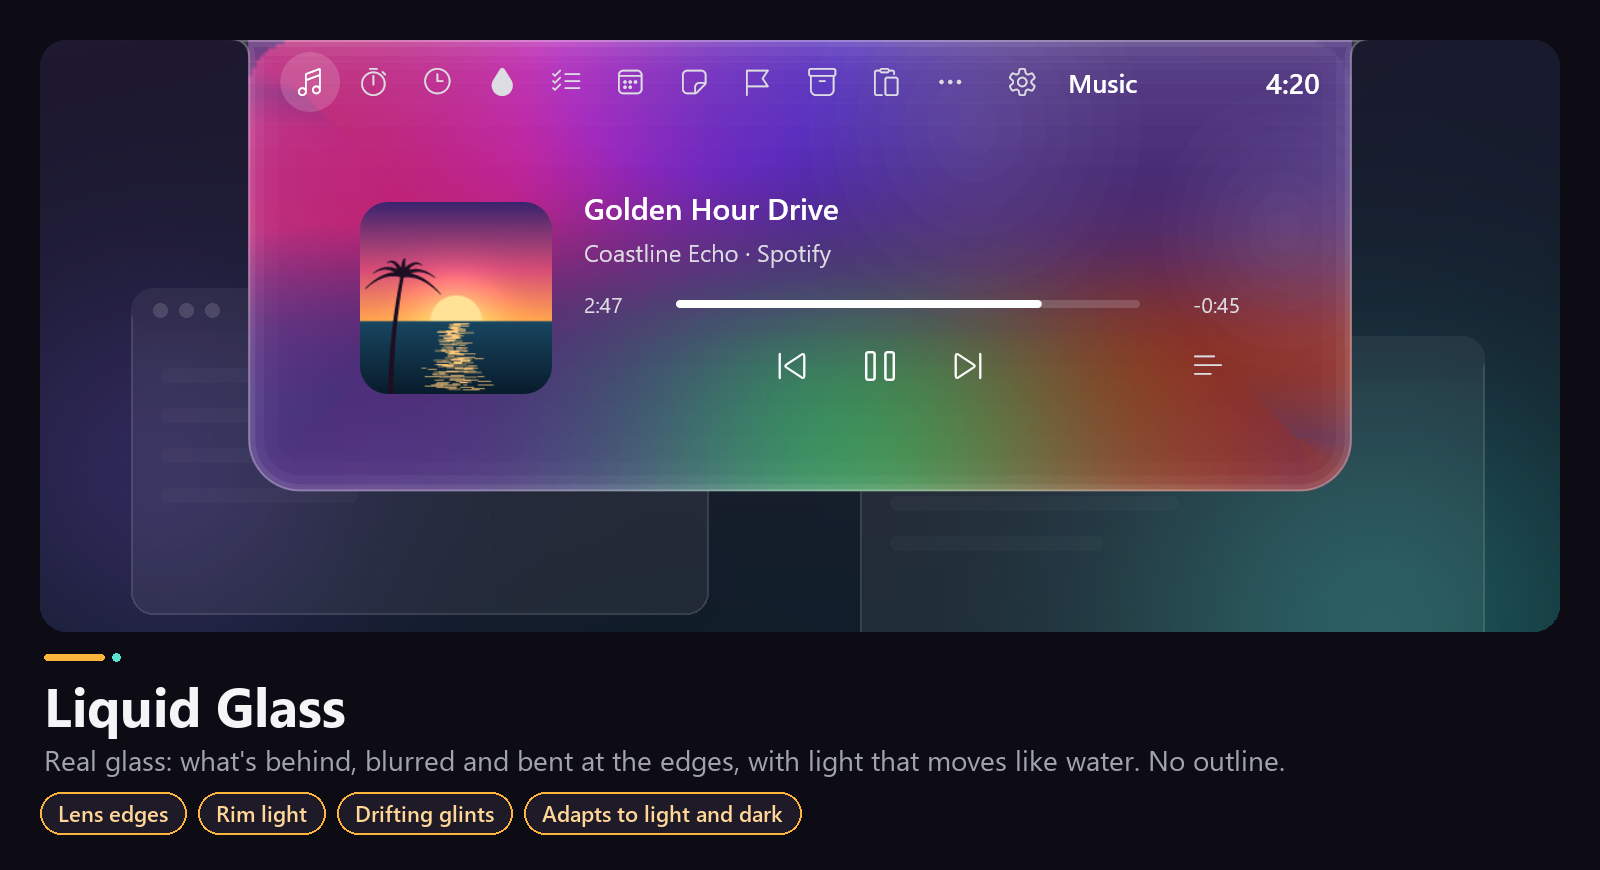 Music
4:20
Golden Hour Drive
Coastline Echo · Spotify
2:47
-0:45
Liquid Glass
Real glass: what's behind, blurred and bent at the edges, with light that moves like water. No outline.
Lens edges
Rim light
Drifting glints
Adapts to light and dark